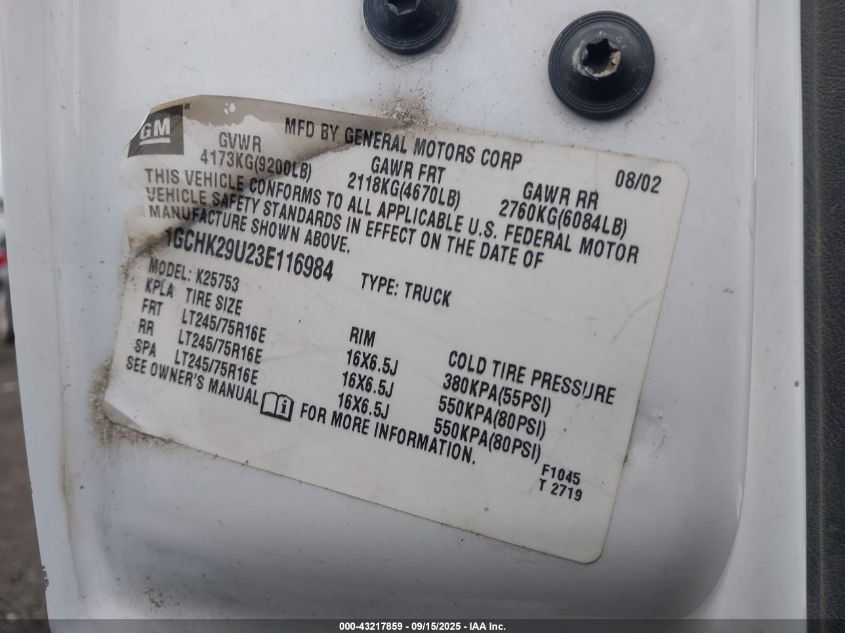 GM
MFD BY GENERAL MOTORS CORP
08/02
GVWR
GAWR FRT
GAWR RR
4173KG(9200LB)
2118KG(4670LB)
2760KG(6084LB)
THIS VEHICLE CONFORMS TO ALL APPLICABLE U.S. FEDERAL MOTOR
VEHICLE SAFETY STANDARDS IN EFFECT ON THE DATE OF
MANUFACTURE SHOWN ABOVE.
1GCHK29U23E116984
TYPE: TRUCK
MODEL: K25753
KPLA TIRE SIZE
RIM
COLD TIRE PRESSURE
FRT LT245/75R16E 16X6.5J 380KPA(55PSI)
RR LT245/75R16E 16X6.5J 550KPA(80PSI)
SPA LT245/75R16E 16X6.5J 550KPA(80PSI)
SEE OWNER'S MANUAL FOR MORE INFORMATION.
F1045
T 2719
000-43217859 - 09/15/2025 - IAA Inc.